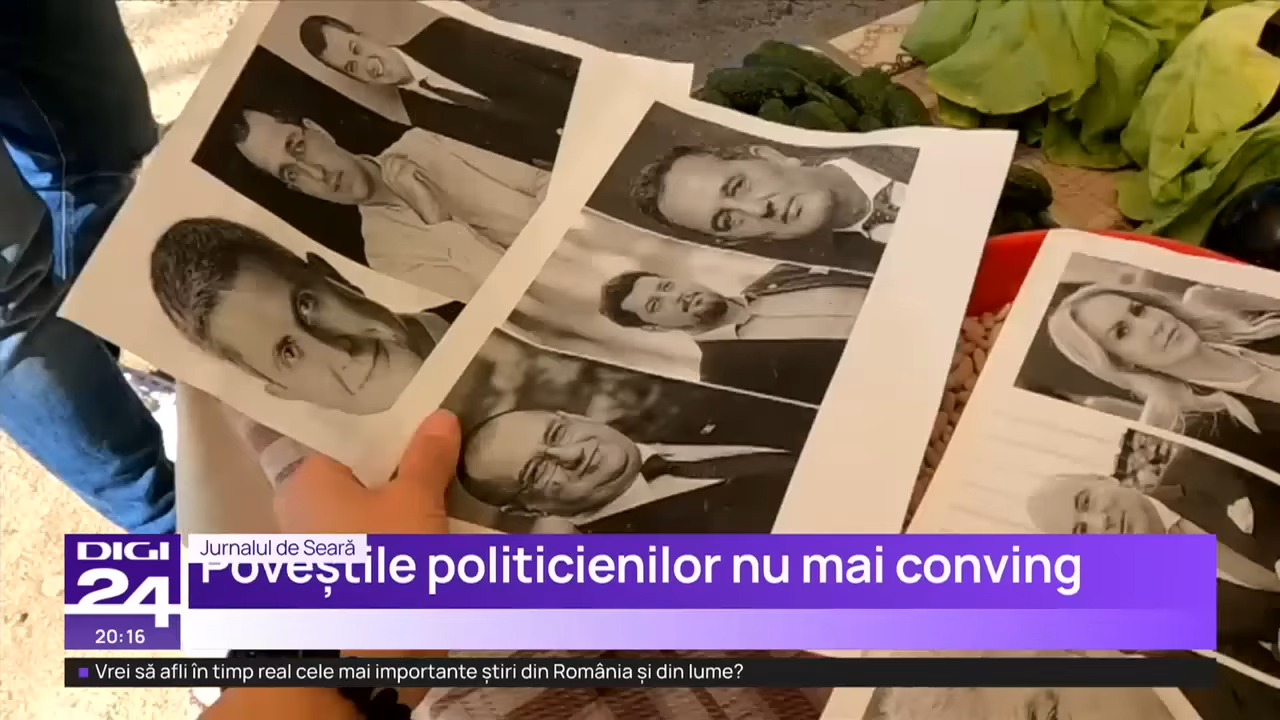 DIGI
24
20:16
Jurnalul de Seară
Poveștile politicienilor nu mai conving
Vrei să afli în timp real cele mai importante știri din România și din lume?